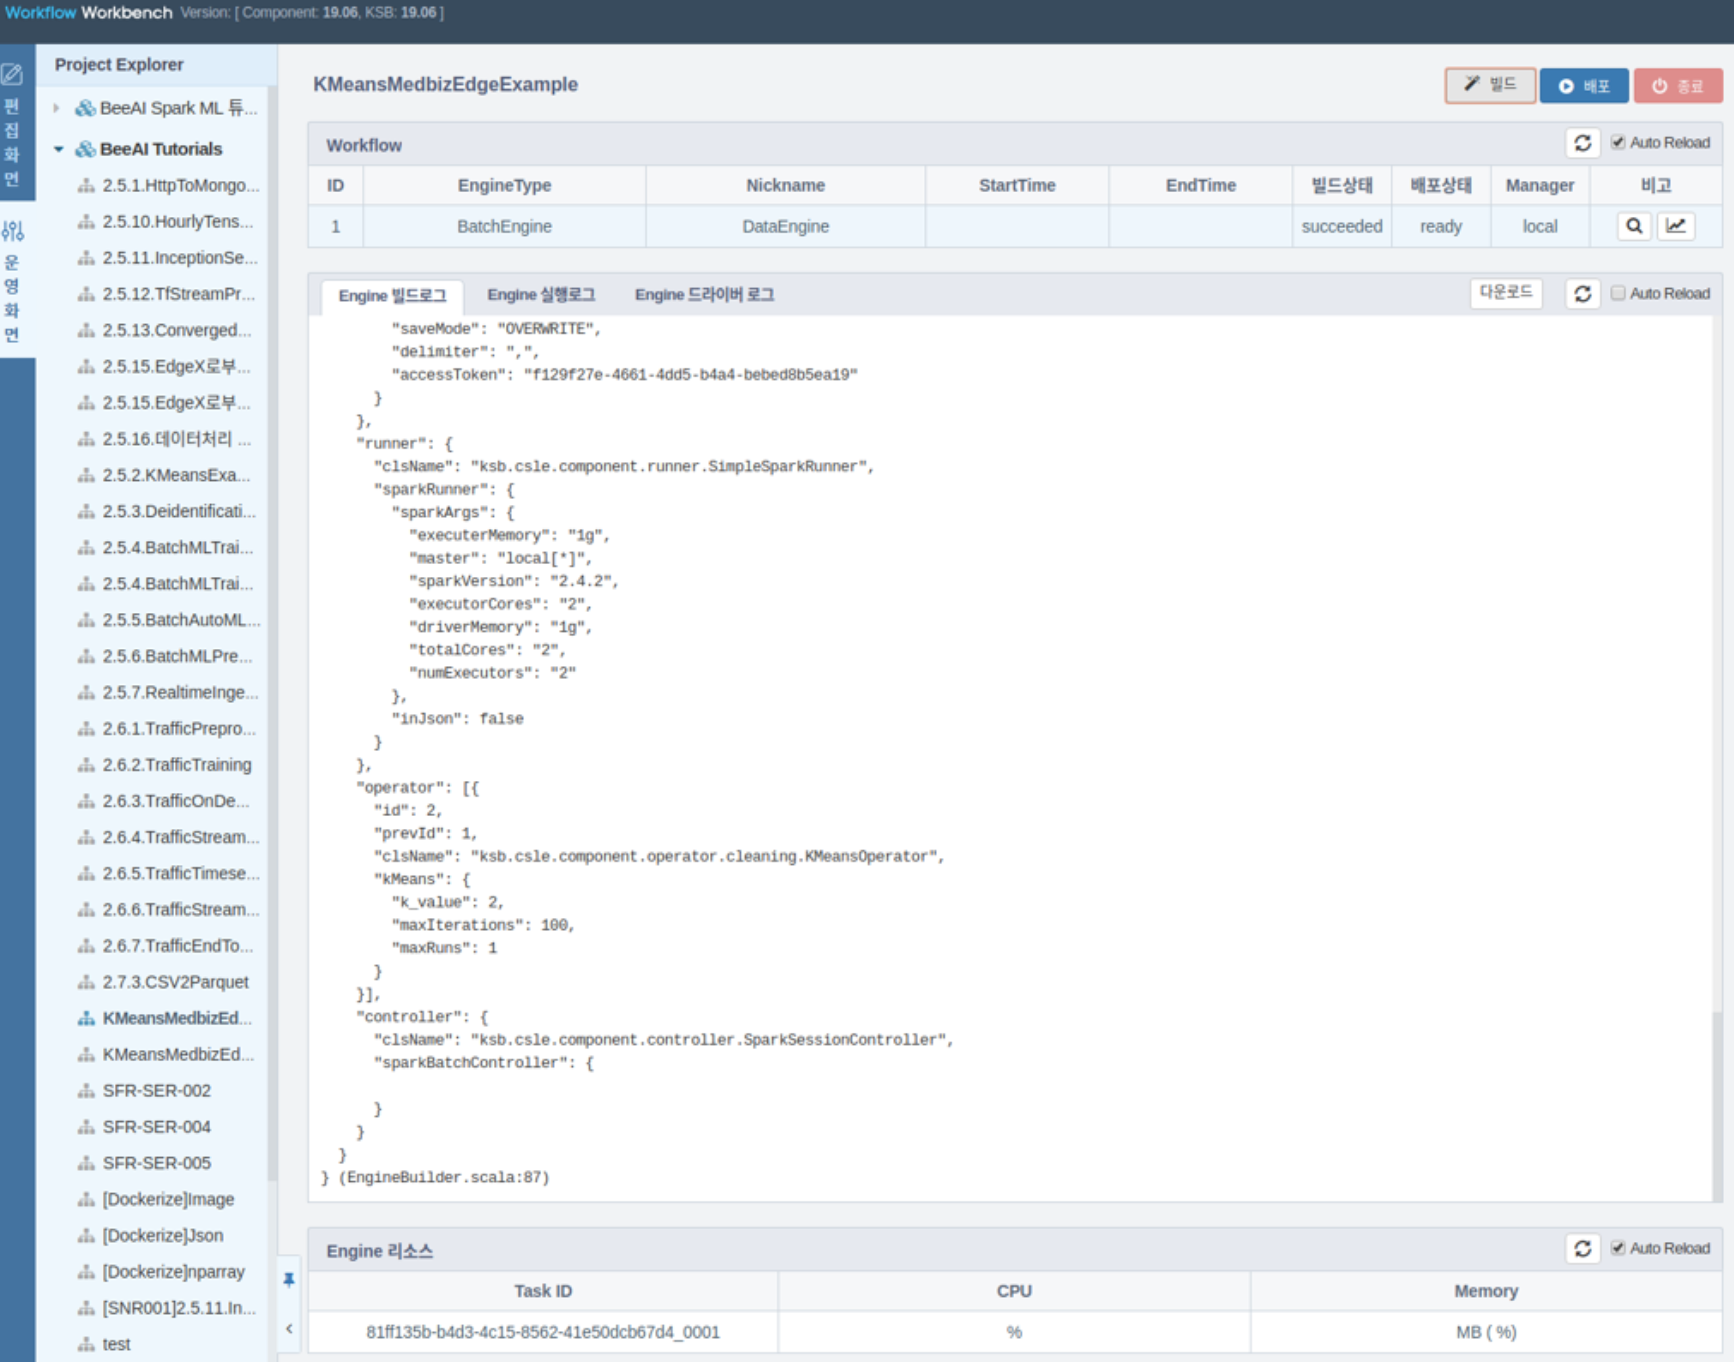 Workflow Workbench Version: [ Component: 19.06, KSB: 19.06 ]
편집화면
운영화면
Project Explorer
BeeAI Spark ML 튜...
BeeAI Tutorials
2.5.1.HttpToMongo...
2.5.10.HourlyTens...
2.5.11.InceptionSe...
2.5.12.TfStreamPr...
2.5.13.Converged...
2.5.15.EdgeX로부...
2.5.15.EdgeX로부...
2.5.16.데이터처리 ...
2.5.2.KMeansExa...
2.5.3.Deidentificati...
2.5.4.BatchMLTrai...
2.5.4.BatchMLTrai...
2.5.5.BatchAutoML...
2.5.6.BatchMLPre...
2.5.7.RealtimeInge...
2.6.1.TrafficPrepro...
2.6.2.TrafficTraining
2.6.3.TrafficOnDe...
2.6.4.TrafficStream...
2.6.5.TrafficTimese...
2.6.6.TrafficStream...
2.6.7.TrafficEndTo...
2.7.3.CSV2Parquet
KMeansMedbizEd...
KMeansMedbizEd...
SFR-SER-002
SFR-SER-004
SFR-SER-005
[Dockerize]Image
[Dockerize]Json
[Dockerize]nparray
[SNR001]2.5.11.In...
test
KMeansMedbizEdgeExample
빌드 배포 종료
Workflow Auto Reload
ID EngineType Nickname StartTime EndTime 빌드상태 배포상태 Manager 비고
1 BatchEngine DataEngine succeeded ready local
Engine 빌드로그 Engine 실행로그 Engine 드라이버 로그 다운로드 Auto Reload
"saveMode": "OVERWRITE",
"delimiter": ",",
"accessToken": "f129f27e-4661-4dd5-b4a4-bebed8b5ea19"
}
},
"runner": {
"clsName": "ksb.csle.component.runner.SimpleSparkRunner",
"sparkRunner": {
"sparkArgs": {
"executerMemory": "1g",
"master": "local[*]",
"sparkVersion": "2.4.2",
"executorCores": "2",
"driverMemory": "1g",
"totalCores": "2",
"numExecutors": "2"
},
"inJson": false
}
},
"operator": [{
"id": 2,
"prevId": 1,
"clsName": "ksb.csle.component.operator.cleaning.KMeansOperator",
"kMeans": {
"k_value": 2,
"maxIterations": 100,
"maxRuns": 1
}
}],
"controller": {
"clsName": "ksb.csle.component.controller.SparkSessionController",
"sparkBatchController": {
}
}
}
} (EngineBuilder.scala:87)
Engine 리소스 Auto Reload
Task ID CPU Memory
81ff135b-b4d3-4c15-8562-41e50dcb67d4_0001 % MB ( %)